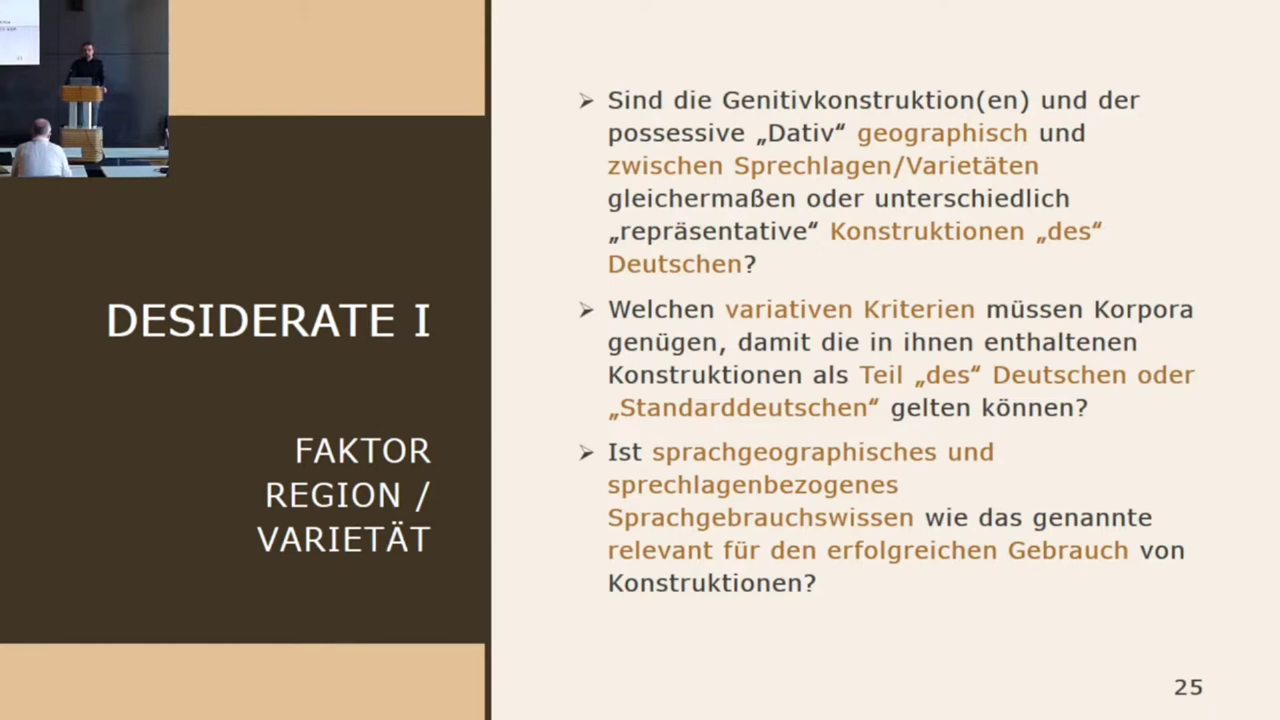 DESIDERATE I
FAKTOR
REGION /
VARIETÄT
➢ Sind die Genitivkonstruktion(en) und der
possessive „Dativ“ geographisch und
zwischen Sprechlagen/Varietäten
gleichermaßen oder unterschiedlich
„repräsentative“ Konstruktionen „des“
Deutschen?
➢ Welchen variativen Kriterien müssen Korpora
genügen, damit die in ihnen enthaltenen
Konstruktionen als Teil „des“ Deutschen oder
„Standarddeutschen“ gelten können?
➢ Ist sprachgeographisches und
sprechlagenbezogenes
Sprachgebrauchswissen wie das genannte
relevant für den erfolgreichen Gebrauch von
Konstruktionen?
25